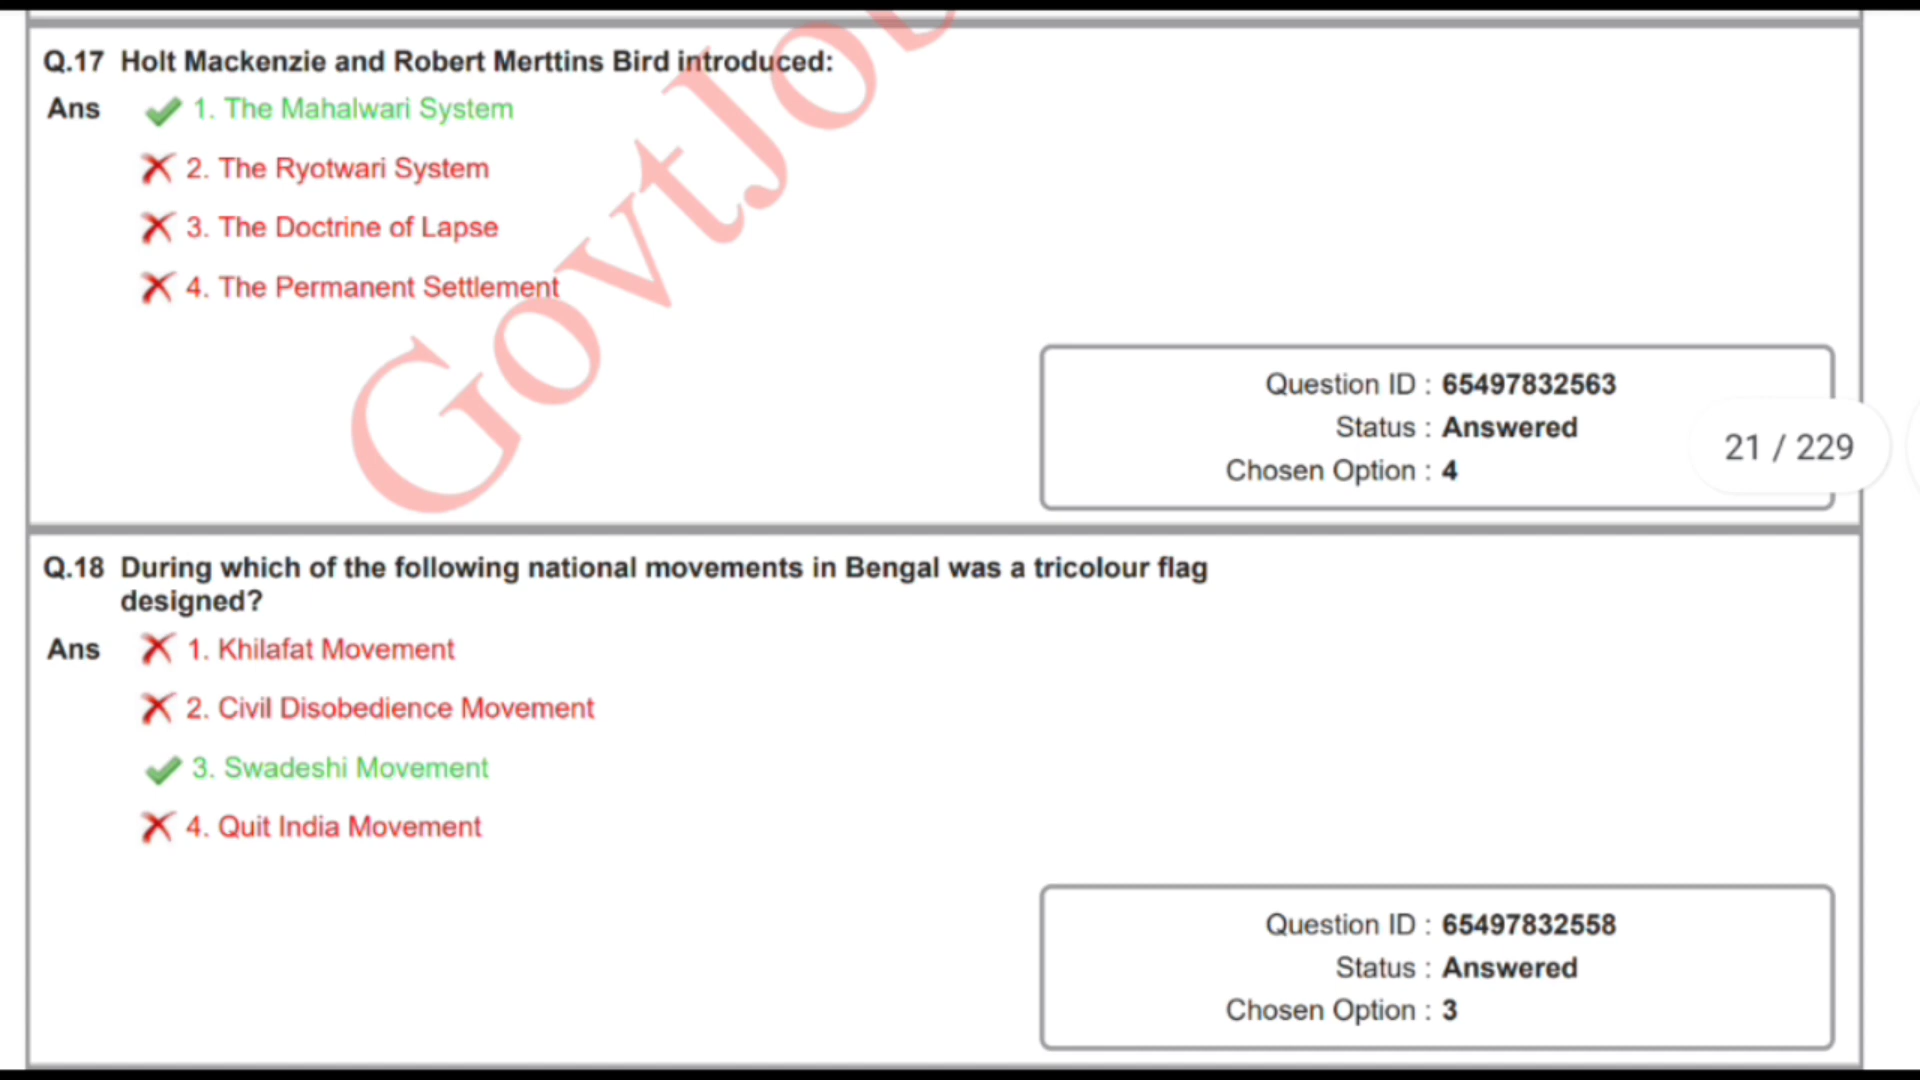 Q.17 Holt Mackenzie and Robert Merttins Bird introduced:
Ans 1. The Mahalwari System
2. The Ryotwari System
3. The Doctrine of Lapse
4. The Permanent Settlement
GovtJo
Question ID : 65497832563
Status : Answered
Chosen Option : 4
21 / 229
Q.18 During which of the following national movements in Bengal was a tricolour flag
designed?
Ans 1. Khilafat Movement
2. Civil Disobedience Movement
3. Swadeshi Movement
4. Quit India Movement
Question ID : 65497832558
Status : Answered
Chosen Option : 3